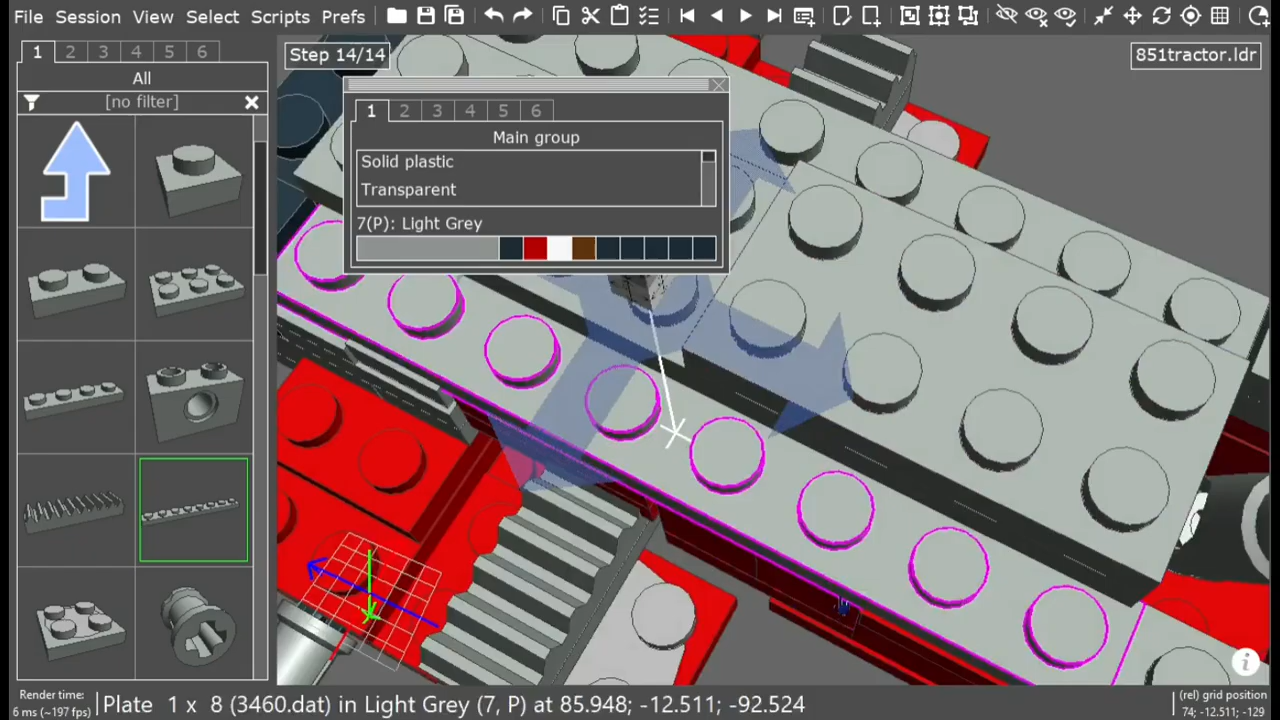 File Session View Select Scripts Prefs
1 2 3 4 5 6
All
[no filter]
Step 14/14
851tractor.ldr
1 2 3 4 5 6
Main group
Solid plastic
Transparent
7(P): Light Grey
Render time:
6 ms (~197 fps)
Plate 1 x 8 (3460.dat) in Light Grey (7, P) at 85.948; -12.511; -92.524
(rel) grid position
74; -12.511; -129